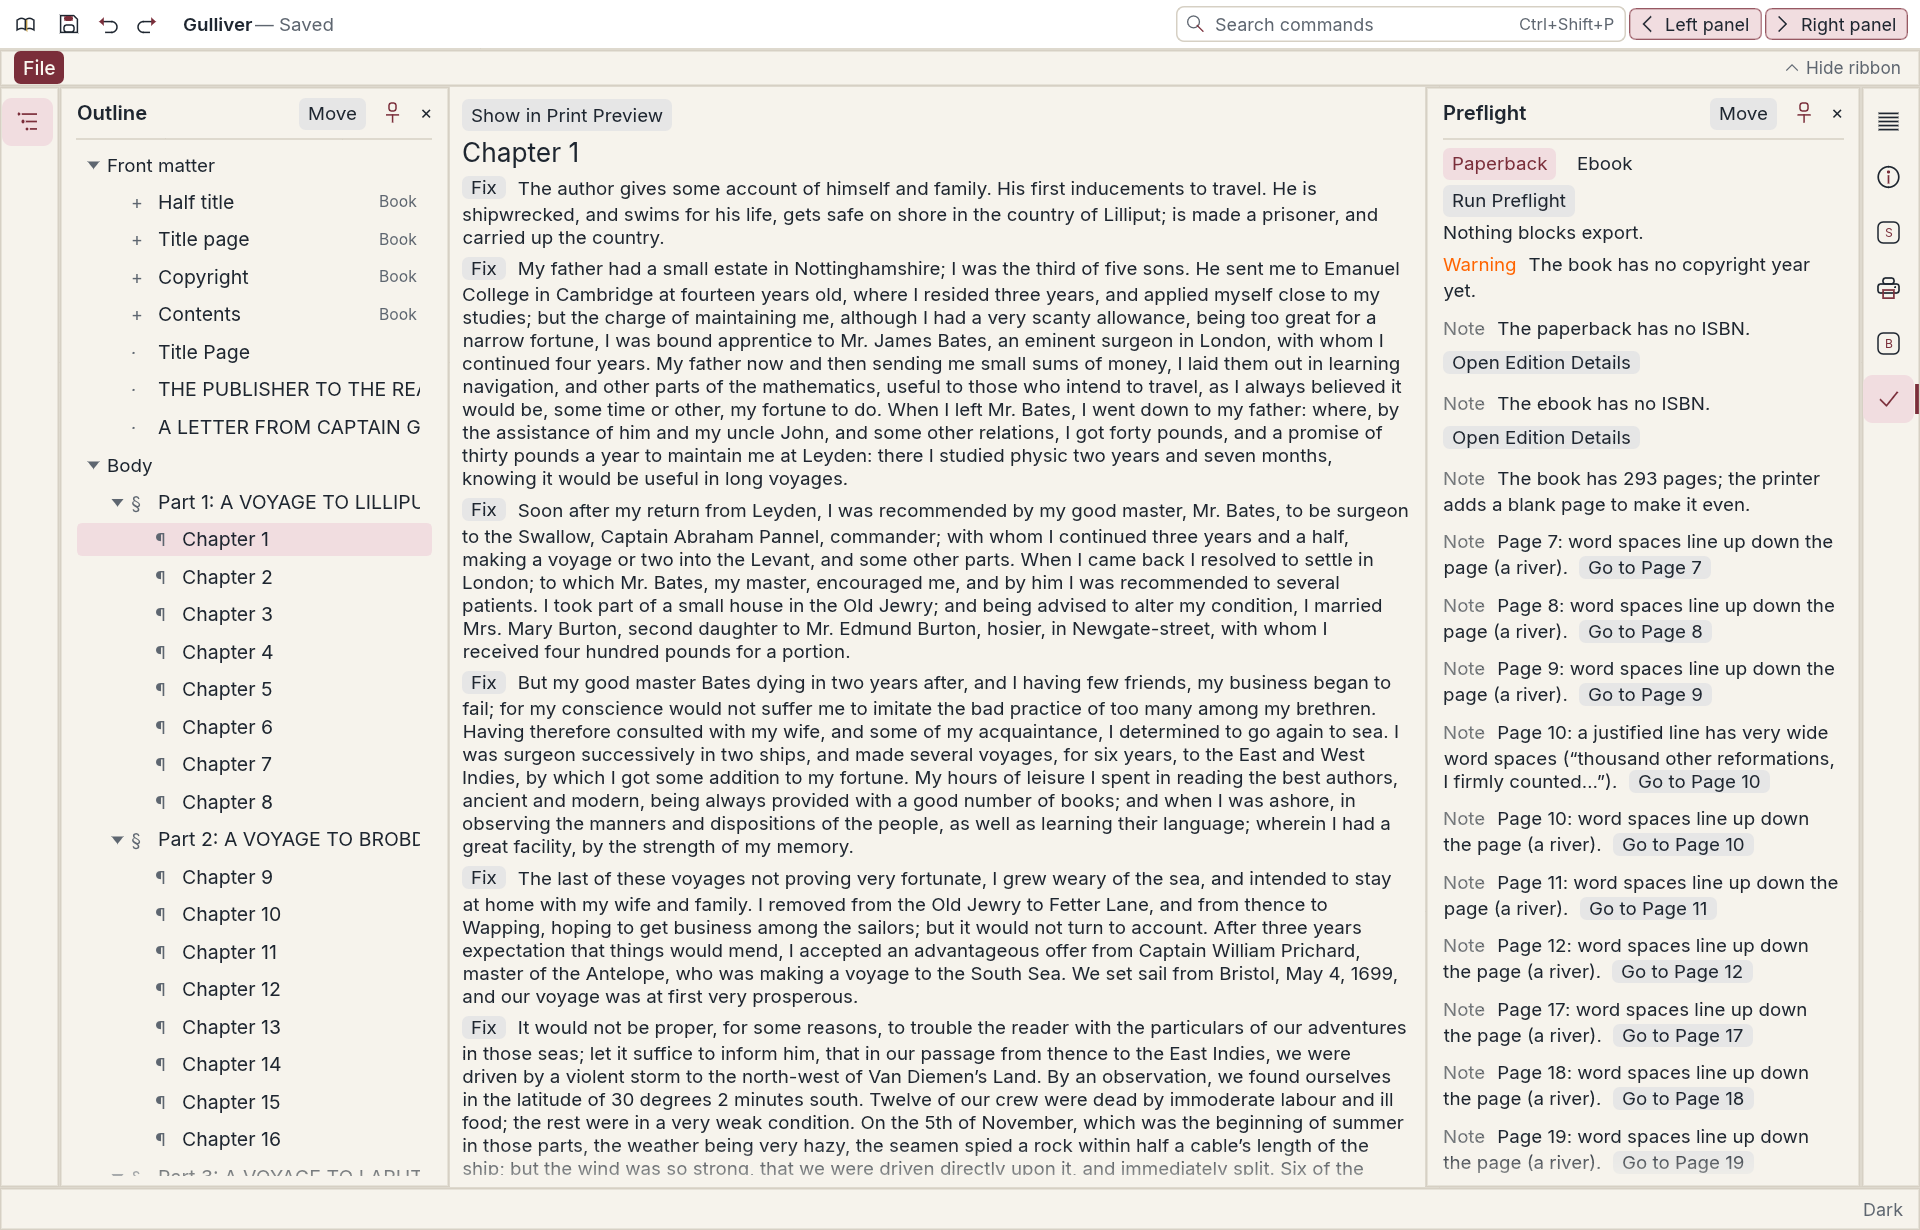 Gulliver — Saved
Search commands Ctrl+Shift+P
Left panel
Right panel
File
Hide ribbon
Outline
Move
×
Front matter
+ Half title Book
+ Title page Book
+ Copyright Book
+ Contents Book
· Title Page
· THE PUBLISHER TO THE REA
· A LETTER FROM CAPTAIN G
Body
§ Part 1: A VOYAGE TO LILLIPU
¶ Chapter 1
¶ Chapter 2
¶ Chapter 3
¶ Chapter 4
¶ Chapter 5
¶ Chapter 6
¶ Chapter 7
¶ Chapter 8
§ Part 2: A VOYAGE TO BROBD
¶ Chapter 9
¶ Chapter 10
¶ Chapter 11
¶ Chapter 12
¶ Chapter 13
¶ Chapter 14
¶ Chapter 15
¶ Chapter 16
§ Part 3: A VOYAGE TO LAPUT
Show in Print Preview
Chapter 1
Fix The author gives some account of himself and family. His first inducements to travel. He is
shipwrecked, and swims for his life, gets safe on shore in the country of Lilliput; is made a prisoner, and
carried up the country.
Fix My father had a small estate in Nottinghamshire; I was the third of five sons. He sent me to Emanuel
College in Cambridge at fourteen years old, where I resided three years, and applied myself close to my
studies; but the charge of maintaining me, although I had a very scanty allowance, being too great for a
narrow fortune, I was bound apprentice to Mr. James Bates, an eminent surgeon in London, with whom I
continued four years. My father now and then sending me small sums of money, I laid them out in learning
navigation, and other parts of the mathematics, useful to those who intend to travel, as I always believed it
would be, some time or other, my fortune to do. When I left Mr. Bates, I went down to my father: where, by
the assistance of him and my uncle John, and some other relations, I got forty pounds, and a promise of
thirty pounds a year to maintain me at Leyden: there I studied physic two years and seven months,
knowing it would be useful in long voyages.
Fix Soon after my return from Leyden, I was recommended by my good master, Mr. Bates, to be surgeon
to the Swallow, Captain Abraham Pannel, commander; with whom I continued three years and a half,
making a voyage or two into the Levant, and some other parts. When I came back I resolved to settle in
London; to which Mr. Bates, my master, encouraged me, and by him I was recommended to several
patients. I took part of a small house in the Old Jewry; and being advised to alter my condition, I married
Mrs. Mary Burton, second daughter to Mr. Edmund Burton, hosier, in Newgate-street, with whom I
received four hundred pounds for a portion.
Fix But my good master Bates dying in two years after, and I having few friends, my business began to
fail; for my conscience would not suffer me to imitate the bad practice of too many among my brethren.
Having therefore consulted with my wife, and some of my acquaintance, I determined to go again to sea. I
was surgeon successively in two ships, and made several voyages, for six years, to the East and West
Indies, by which I got some addition to my fortune. My hours of leisure I spent in reading the best authors,
ancient and modern, being always provided with a good number of books; and when I was ashore, in
observing the manners and dispositions of the people, as well as learning their language; wherein I had a
great facility, by the strength of my memory.
Fix The last of these voyages not proving very fortunate, I grew weary of the sea, and intended to stay
at home with my wife and family. I removed from the Old Jewry to Fetter Lane, and from thence to
Wapping, hoping to get business among the sailors; but it would not turn to account. After three years
expectation that things would mend, I accepted an advantageous offer from Captain William Prichard,
master of the Antelope, who was making a voyage to the South Sea. We set sail from Bristol, May 4, 1699,
and our voyage was at first very prosperous.
Fix It would not be proper, for some reasons, to trouble the reader with the particulars of our adventures
in those seas; let it suffice to inform him, that in our passage from thence to the East Indies, we were
driven by a violent storm to the north-west of Van Diemen’s Land. By an observation, we found ourselves
in the latitude of 30 degrees 2 minutes south. Twelve of our crew were dead by immoderate labour and ill
food; the rest were in a very weak condition. On the 5th of November, which was the beginning of summer
in those parts, the weather being very hazy, the seamen spied a rock within half a cable’s length of the
ship; but the wind was so strong, that we were driven directly upon it, and immediately split. Six of the
Preflight
Move
×
Paperback Ebook
Run Preflight
Nothing blocks export.
Warning The book has no copyright year
yet.
Note The paperback has no ISBN.
Open Edition Details
Note The ebook has no ISBN.
Open Edition Details
Note The book has 293 pages; the printer
adds a blank page to make it even.
Note Page 7: word spaces line up down the
page (a river). Go to Page 7
Note Page 8: word spaces line up down the
page (a river). Go to Page 8
Note Page 9: word spaces line up down the
page (a river). Go to Page 9
Note Page 10: a justified line has very wide
word spaces (“thousand other reformations,
I firmly counted…”). Go to Page 10
Note Page 10: word spaces line up down
the page (a river). Go to Page 10
Note Page 11: word spaces line up down the
page (a river). Go to Page 11
Note Page 12: word spaces line up down
the page (a river). Go to Page 12
Note Page 17: word spaces line up down
the page (a river). Go to Page 17
Note Page 18: word spaces line up down
the page (a river). Go to Page 18
Note Page 19: word spaces line up down
the page (a river). Go to Page 19
S
B
Dark